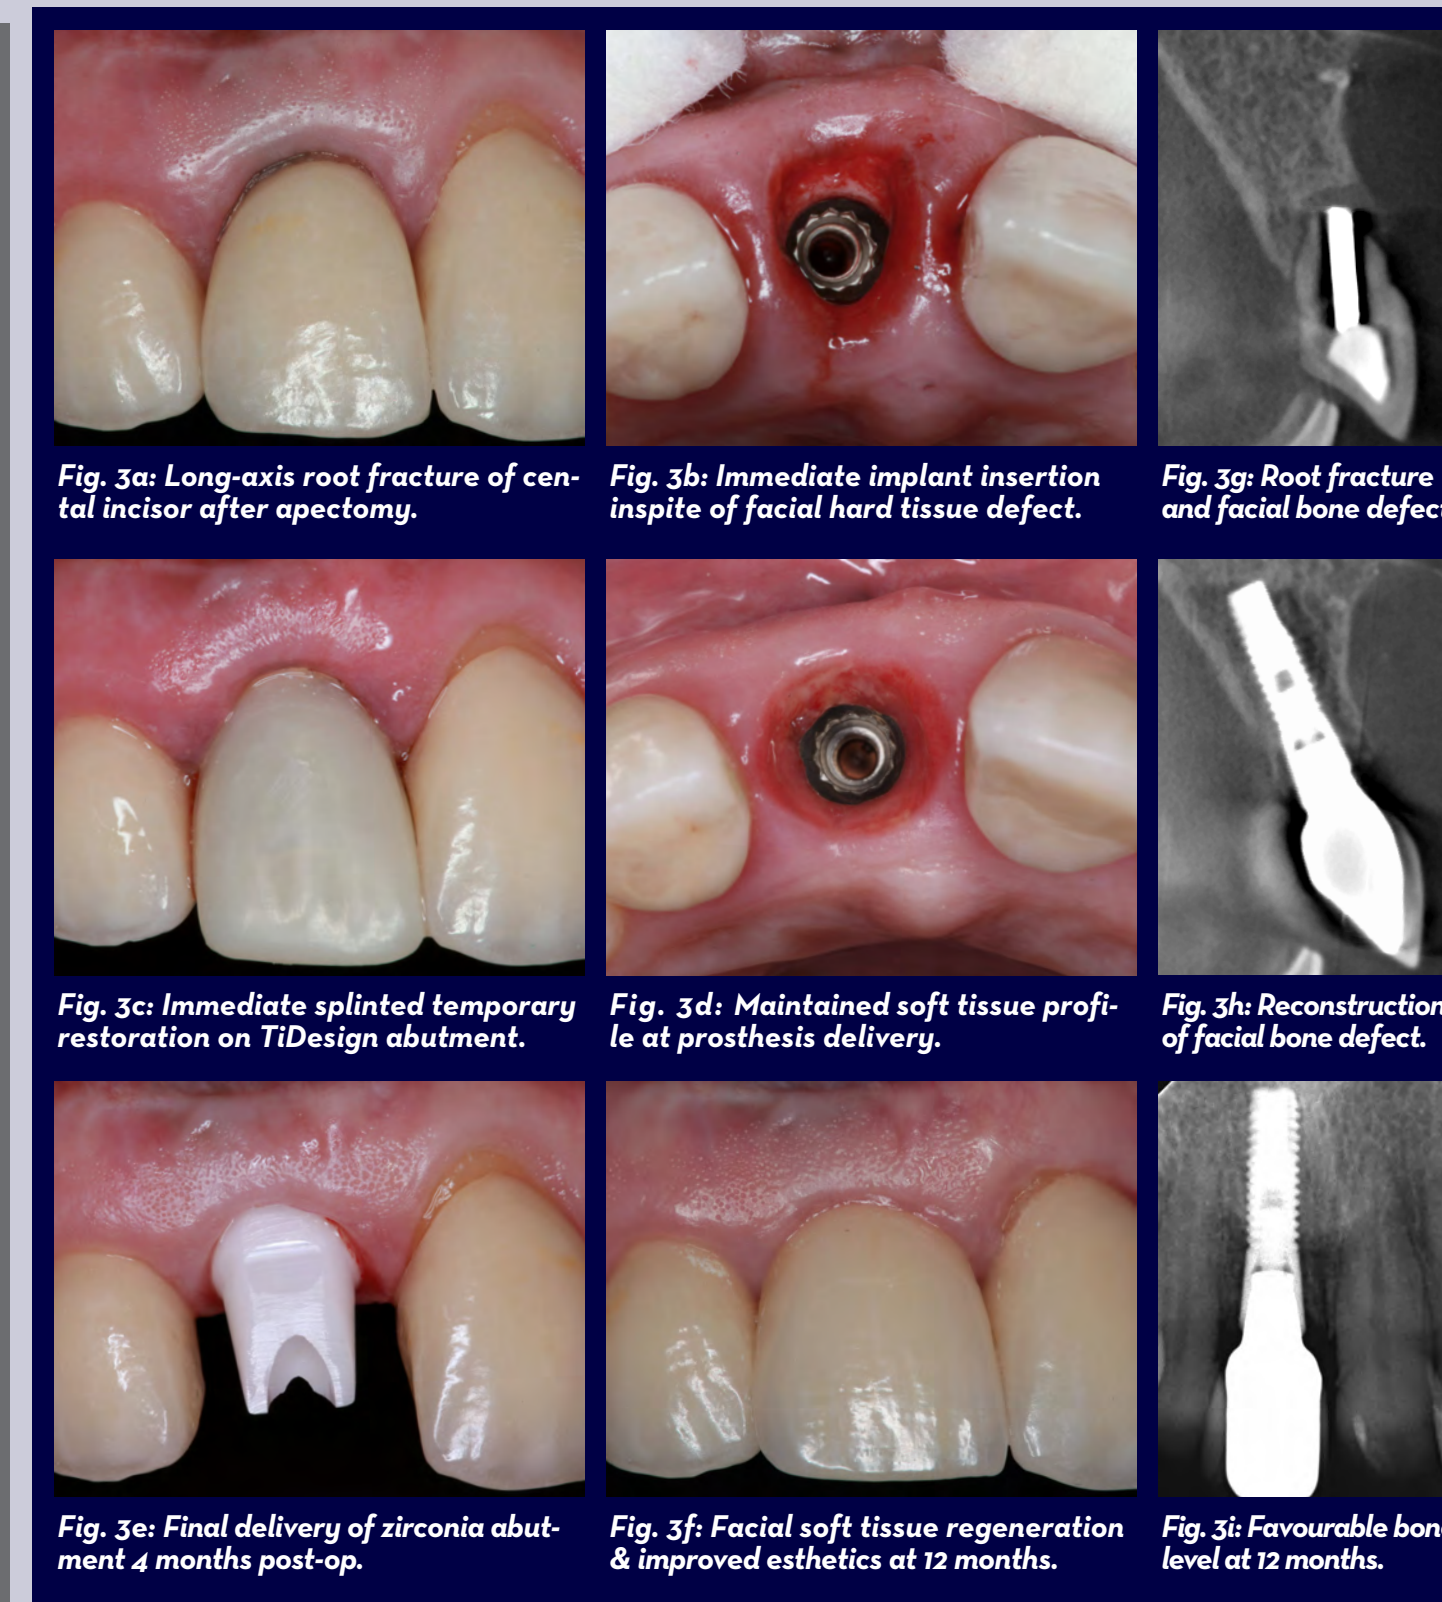 Fig. 3a: Long-axis root fracture of cen-
tal incisor after apectomy.
Fig. 3b: Immediate implant insertion
inspite of facial hard tissue defect.
Fig. 3g: Root fracture
and facial bone defect
Fig. 3c: Immediate splinted temporary
restoration on TiDesign abutment.
Fig. 3d: Maintained soft tissue profi-
le at prosthesis delivery.
Fig. 3h: Reconstruction
of facial bone defect.
Fig. 3e: Final delivery of zirconia abut-
ment 4 months post-op.
Fig. 3f: Facial soft tissue regeneration
& improved esthetics at 12 months.
Fig. 3i: Favourable bone
level at 12 months.